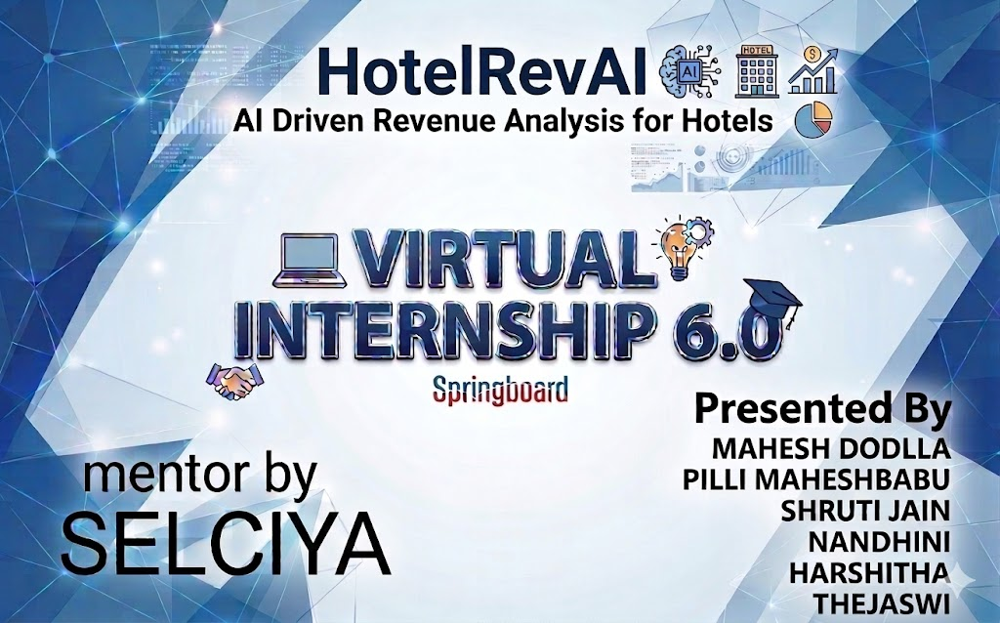 HotelRevAI
AI
HOTEL
$
AI Driven Revenue Analysis for Hotels
VIRTUAL
INTERNSHIP 6.0
Springboard
Presented By
MAHESH DODLLA
PILLI MAHESHBABU
SHRUTI JAIN
NANDHINI
HARSHITHA
THEJASWI
mentor by
SELCIYA